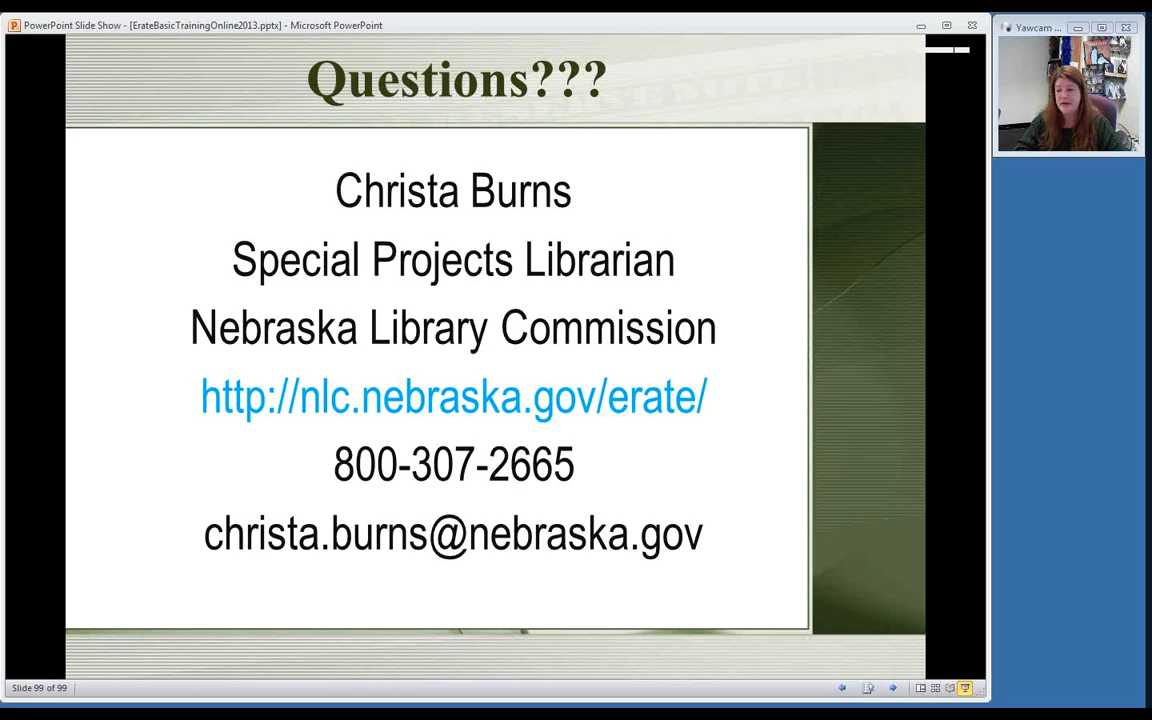 PowerPoint Slide Show - [ErateBasicTrainingOnline2013.pptx] - Microsoft PowerPoint
Yawcam ...
Questions???
Christa Burns
Special Projects Librarian
Nebraska Library Commission
http://nlc.nebraska.gov/erate/
800-307-2665
christa.burns@nebraska.gov
Slide 99 of 99